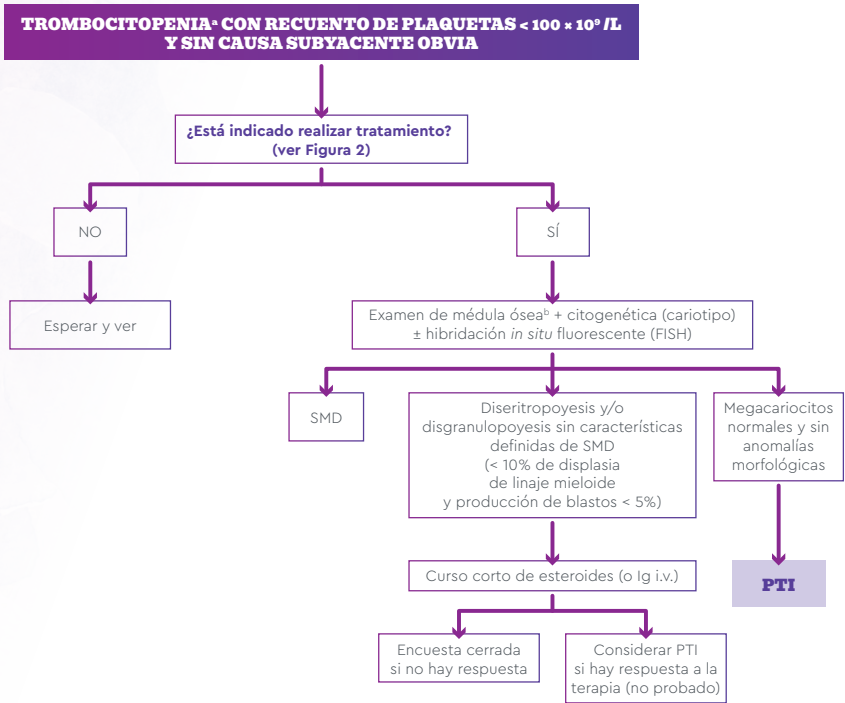 TROMBOCITOPENIAᵃ CON RECUENTO DE PLAQUETAS < 100 × 10⁹ /L
Y SIN CAUSA SUBYACENTE OBVIA
¿Está indicado realizar tratamiento?
(ver Figura 2)
NO
SÍ
Esperar y ver
Examen de médula óseaᵇ + citogenética (cariotipo)
± hibridación in situ fluorescente (FISH)
SMD
Diseritropoyesis y/o
disgranulopoyesis sin características
definidas de SMD
(< 10% de displasia
de linaje mieloide
y producción de blastos < 5%)
Megacariocitos
normales y sin
anomalías
morfológicas
Curso corto de esteroides (o Ig i.v.)
PTI
Encuesta cerrada
si no hay respuesta
Considerar PTI
si hay respuesta a la
terapia (no probado)